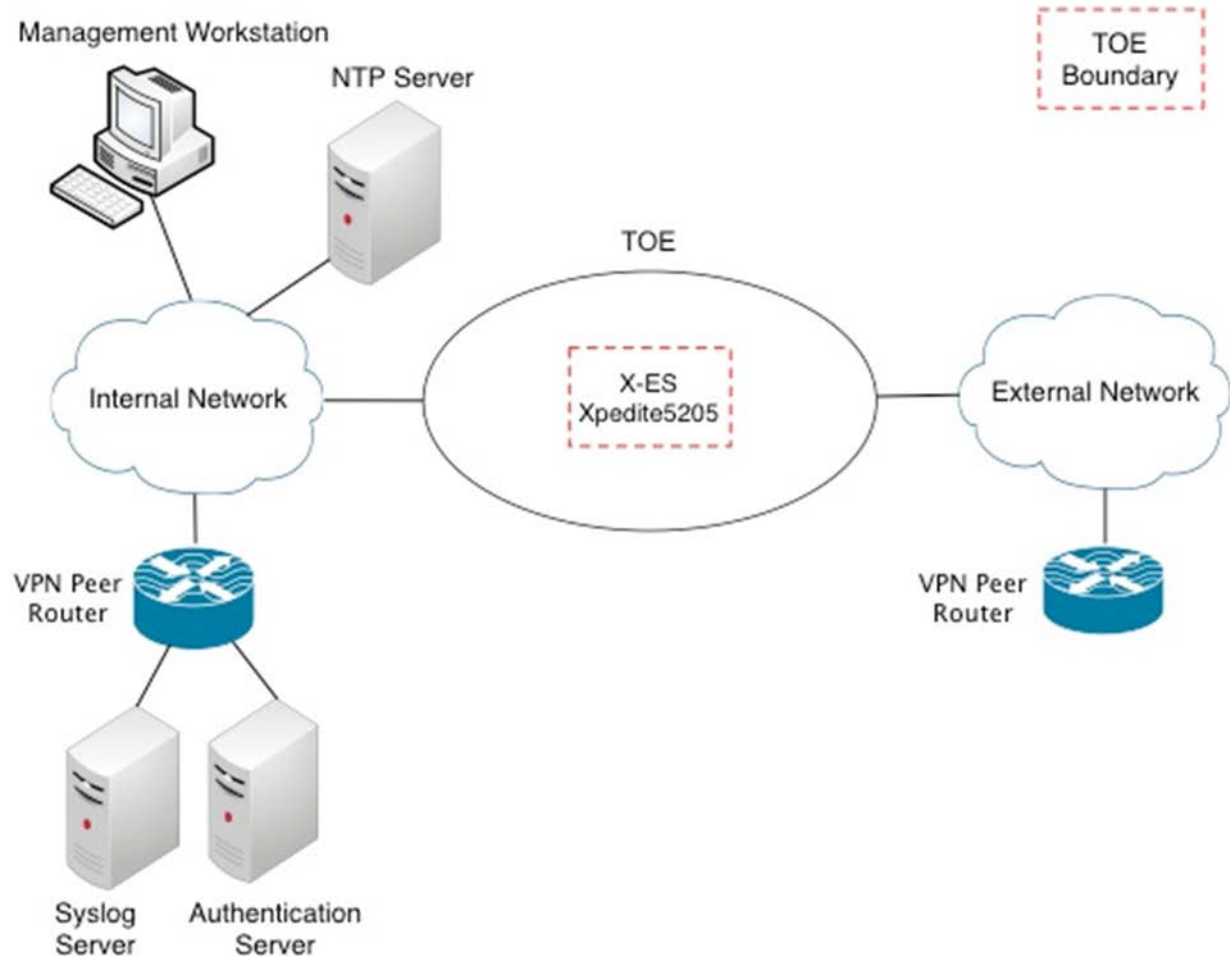 Management Workstation
NTP Server
TOE
Boundary
TOE
X-ES
Xpedite5205
Internal Network
External Network
VPN Peer
Router
VPN Peer
Router
Syslog
Server
Authentication
Server